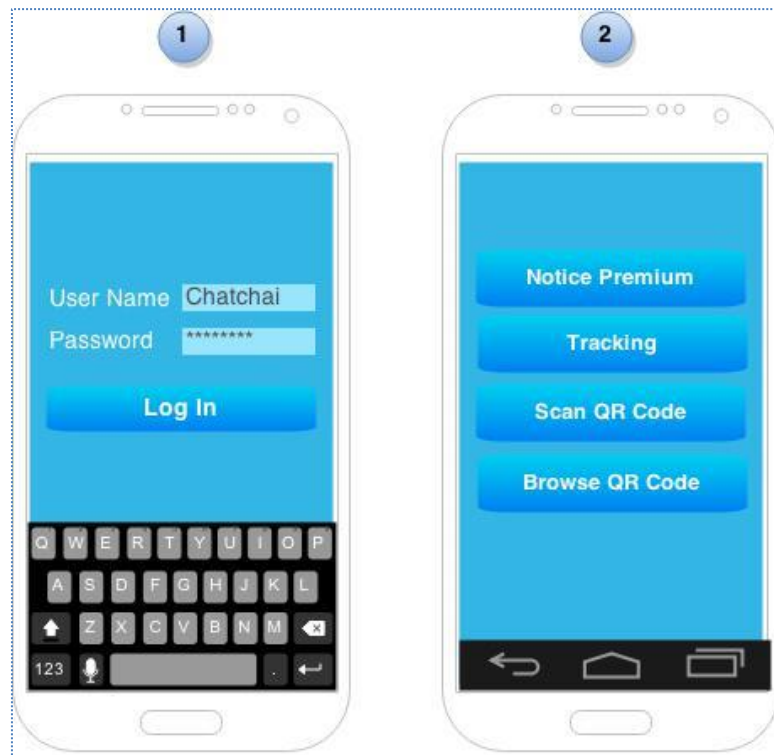 1
2
User Name Chatchai
Password ********
Log In
Q W E R T Y U I O P
A S D F G H J K L
Z X C V B N M
123 .
Notice Premium
Tracking
Scan QR Code
Browse QR Code